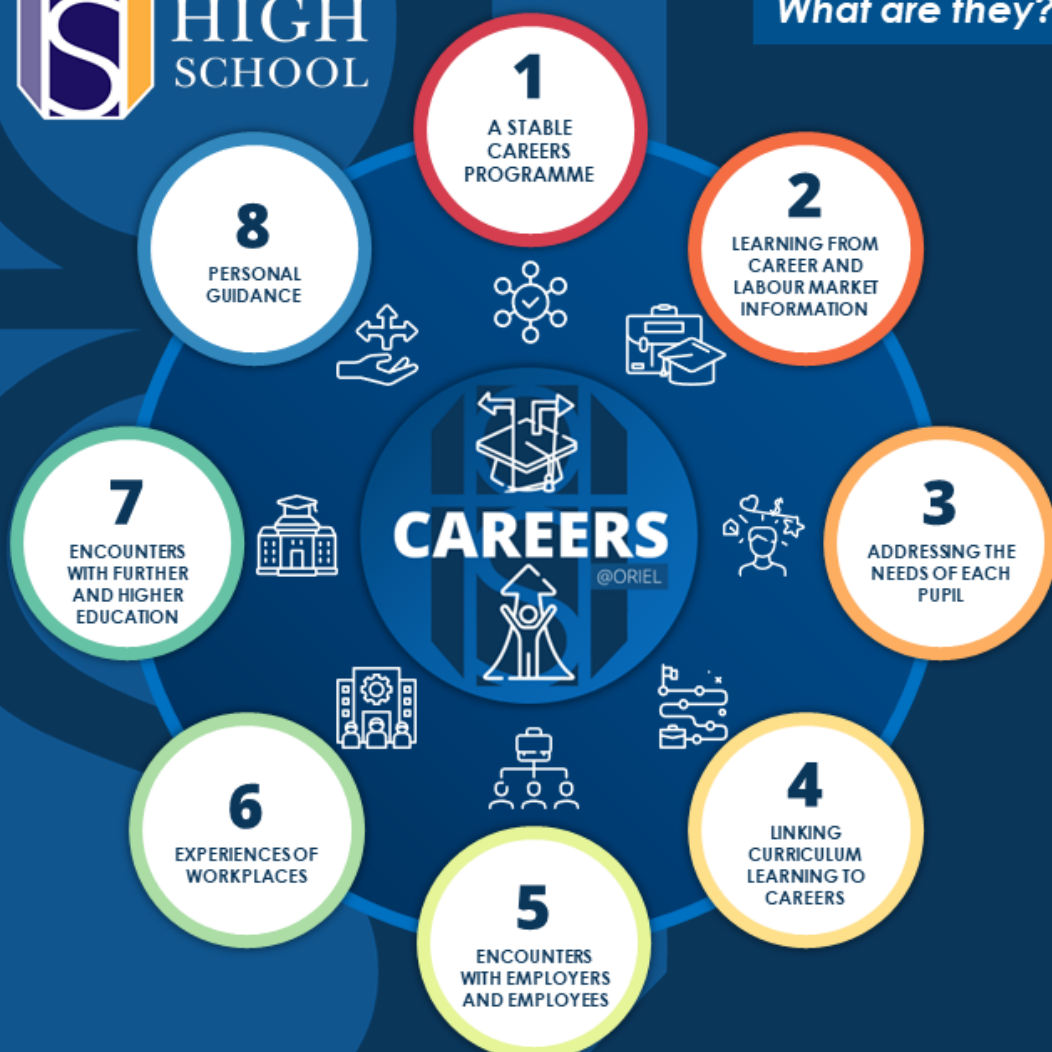 HIGH
SCHOOL
What are they?
1
A STABLE
CAREERS
PROGRAMME
2
LEARNING FROM
CAREER AND
LABOUR MARKET
INFORMATION
3
ADDRESSING THE
NEEDS OF EACH
PUPIL
4
LINKING
CURRICULUM
LEARNING TO
CAREERS
5
ENCOUNTERS
WITH EMPLOYERS
AND EMPLOYEES
6
EXPERIENCES OF
WORKPLACES
7
ENCOUNTERS
WITH FURTHER
AND HIGHER
EDUCATION
8
PERSONAL
GUIDANCE
CAREERS
@ORIEL